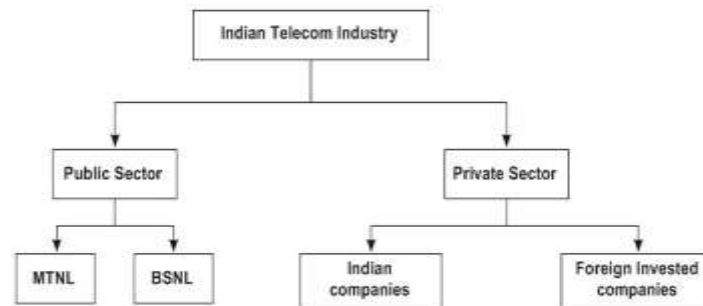 Indian Telecom Industry
Public Sector
Private Sector
MTNL
BSNL
Indian
companies
Foreign Invested
companies